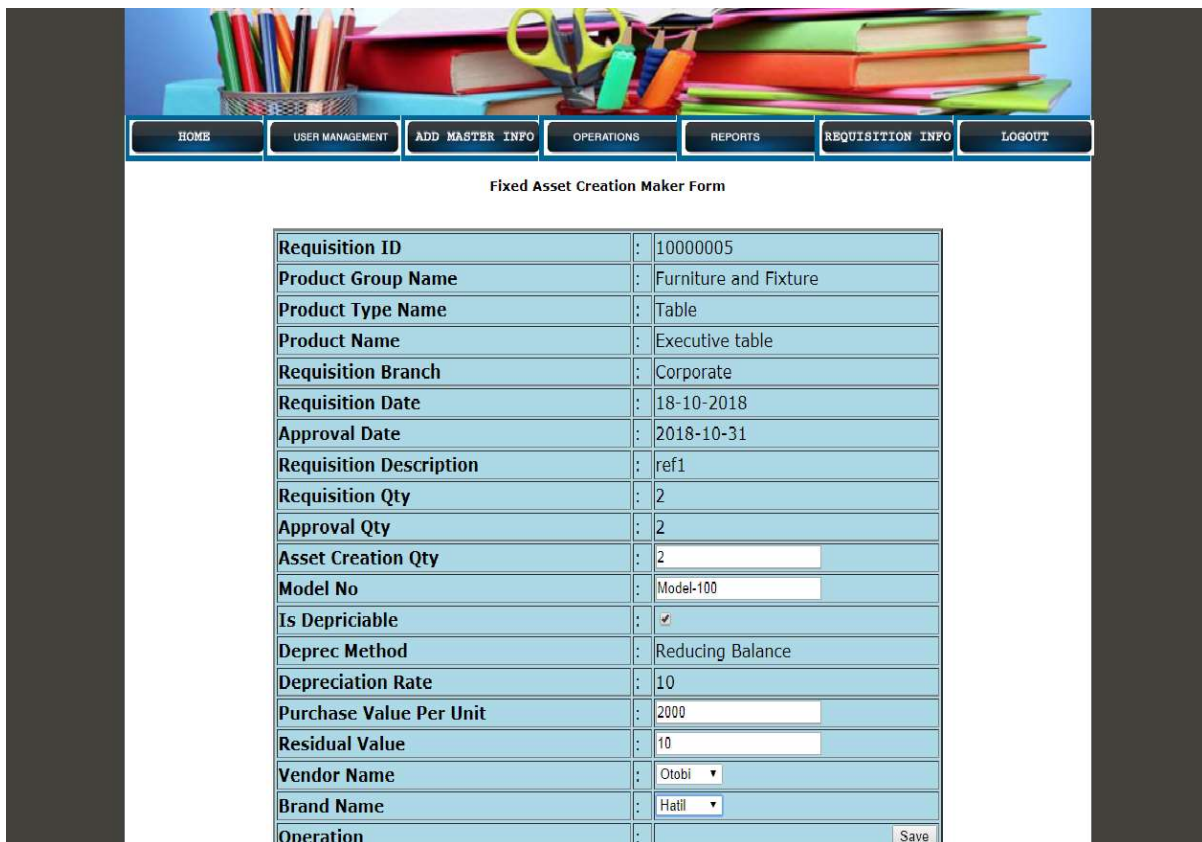 HOME USER MANAGEMENT ADD MASTER INFO OPERATIONS REPORTS REQUISITION INFO LOGOUT
Fixed Asset Creation Maker Form
Requisition ID : 10000005
Product Group Name : Furniture and Fixture
Product Type Name : Table
Product Name : Executive table
Requisition Branch : Corporate
Requisition Date : 18-10-2018
Approval Date : 2018-10-31
Requisition Description : ref1
Requisition Qty : 2
Approval Qty : 2
Asset Creation Qty : 2
Model No : Model-100
Is Depriciable :
Deprec Method : Reducing Balance
Depreciation Rate : 10
Purchase Value Per Unit : 2000
Residual Value : 10
Vendor Name : Otobi
Brand Name : Hatil
Operation : Save